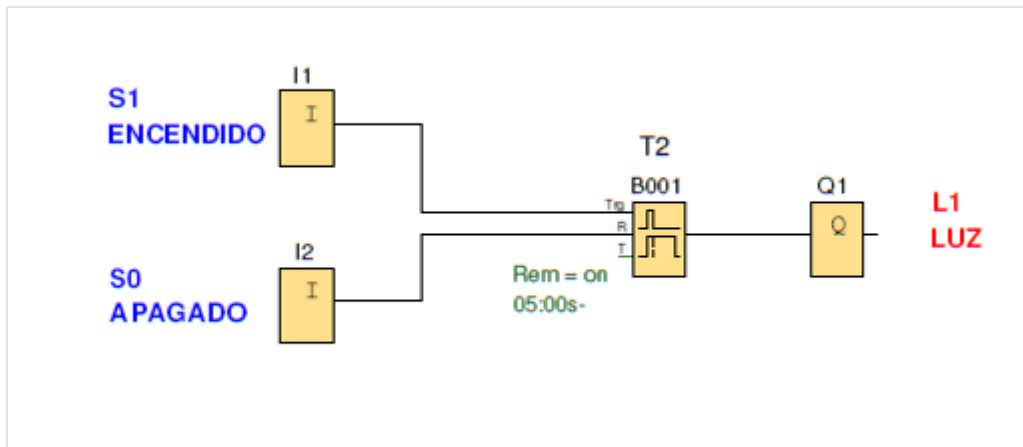 S1
ENCENDIDO
I1
I
S0
APAGADO
I2
I
T2
B001
Trg
R
T
Rem = on
05:00s-
Q1
Q
L1
LUZ